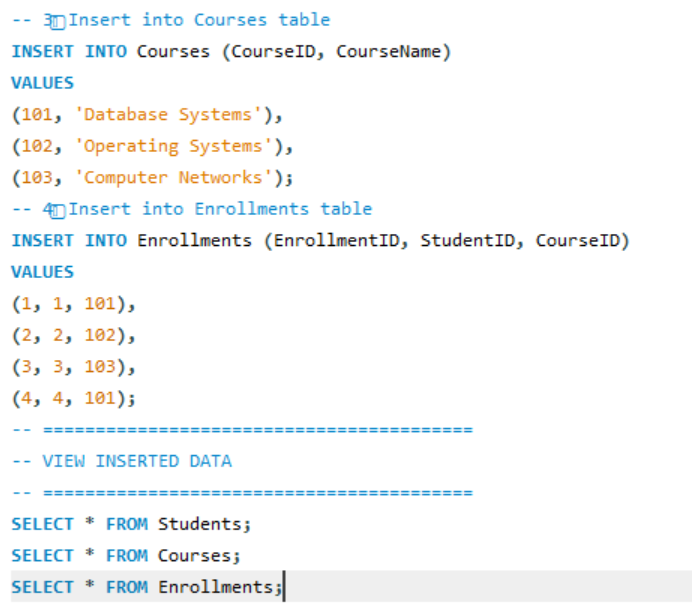 -- 3️⃣ Insert into Courses table
INSERT INTO Courses (CourseID, CourseName)
VALUES
(101, 'Database Systems'),
(102, 'Operating Systems'),
(103, 'Computer Networks');
-- 4️⃣ Insert into Enrollments table
INSERT INTO Enrollments (EnrollmentID, StudentID, CourseID)
VALUES
(1, 1, 101),
(2, 2, 102),
(3, 3, 103),
(4, 4, 101);
-- =========================================
-- VIEW INSERTED DATA
-- =========================================
SELECT * FROM Students;
SELECT * FROM Courses;
SELECT * FROM Enrollments;